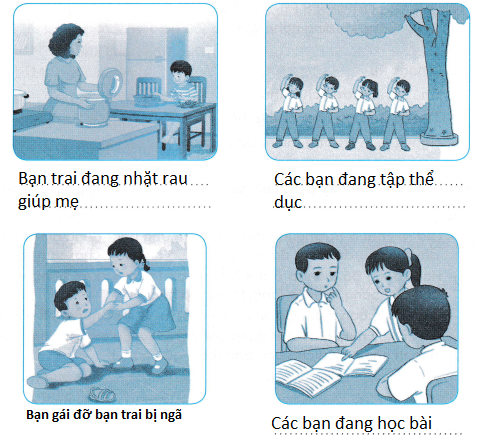 Bạn trai đang nhặt rau
giúp mẹ
Các bạn đang tập thể
dục
Bạn gái đỡ bạn trai bị ngã
Các bạn đang học bài